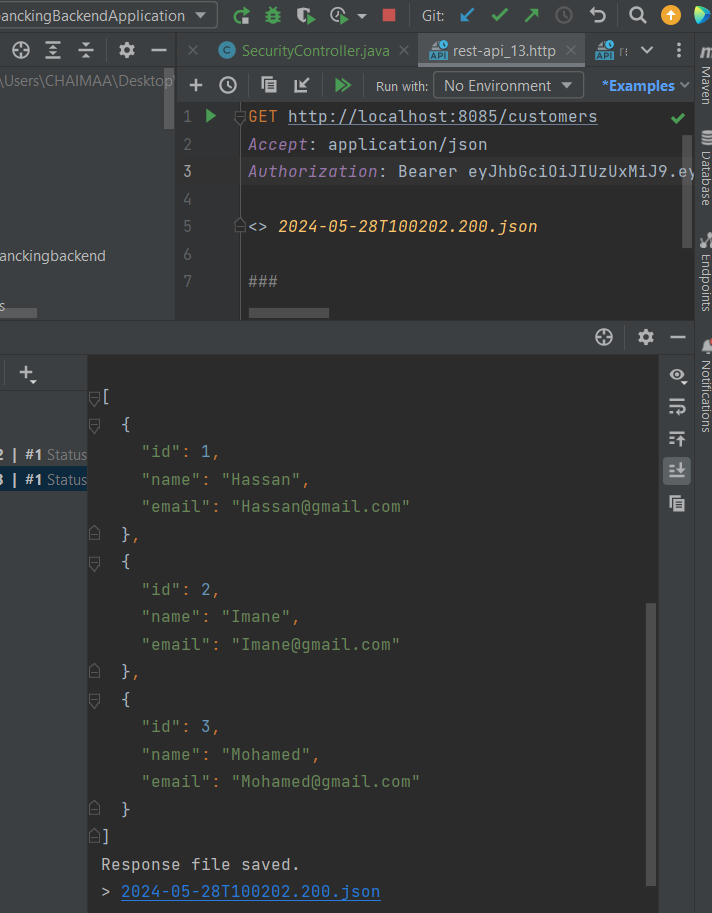 anckingBackendApplication
Git:
SecurityController.java
rest-api_13.http
\Users\CHAIMAA\Desktop\
Run with:
No Environment
*Examples
1 GET http://localhost:8085/customers
2 Accept: application/json
3 Authorization: Bearer eyJhbGciOiJIUzUxMiJ9.ey
4
5 <> 2024-05-28T100202.200.json
6
7 ###
anckingbackend
s
Maven
Database
Endpoints
Notifications
2 | #1 Status
3 | #1 Status
[
{
"id": 1,
"name": "Hassan",
"email": "Hassan@gmail.com"
},
{
"id": 2,
"name": "Imane",
"email": "Imane@gmail.com"
},
{
"id": 3,
"name": "Mohamed",
"email": "Mohamed@gmail.com"
}
]
Response file saved.
> 2024-05-28T100202.200.json